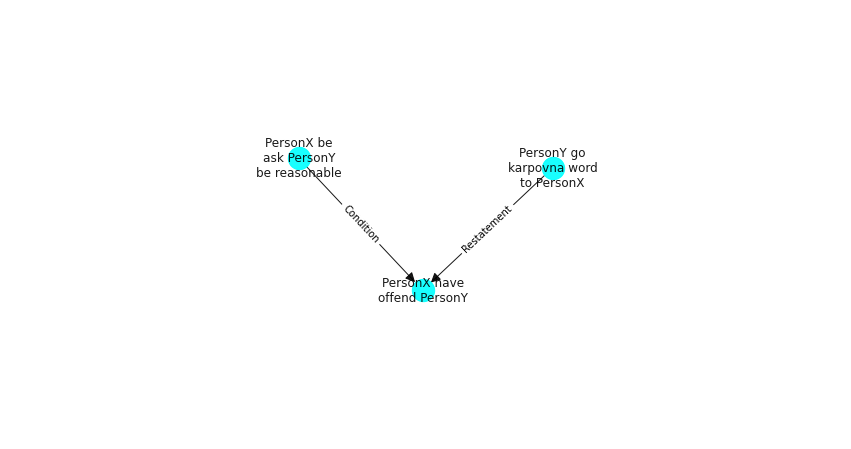 PersonX be
ask PersonY
be reasonable
PersonY go
karpovna word
to PersonX
Condition
Restatement
PersonX have
offend PersonY